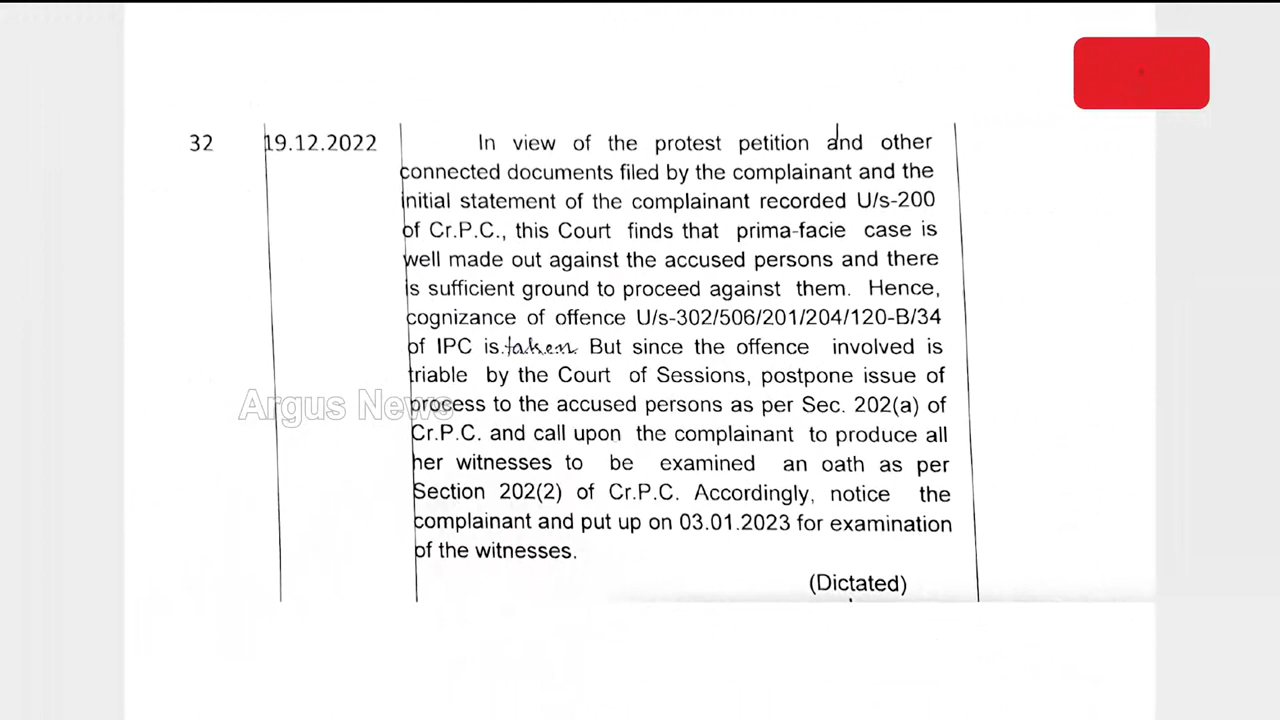 32 19.12.2022 In view of the protest petition and other
connected documents filed by the complainant and the
initial statement of the complainant recorded U/s-200
of Cr.P.C., this Court finds that prima-facie case is
well made out against the accused persons and there
is sufficient ground to proceed against them. Hence,
cognizance of offence U/s-302/506/201/204/120-B/34
of IPC is taken. But since the offence involved is
triable by the Court of Sessions, postpone issue of
Argus News
process to the accused persons as per Sec. 202(a) of
Cr.P.C. and call upon the complainant to produce all
her witnesses to be examined an oath as per
Section 202(2) of Cr.P.C. Accordingly, notice the
complainant and put up on 03.01.2023 for examination
of the witnesses.
(Dictated)